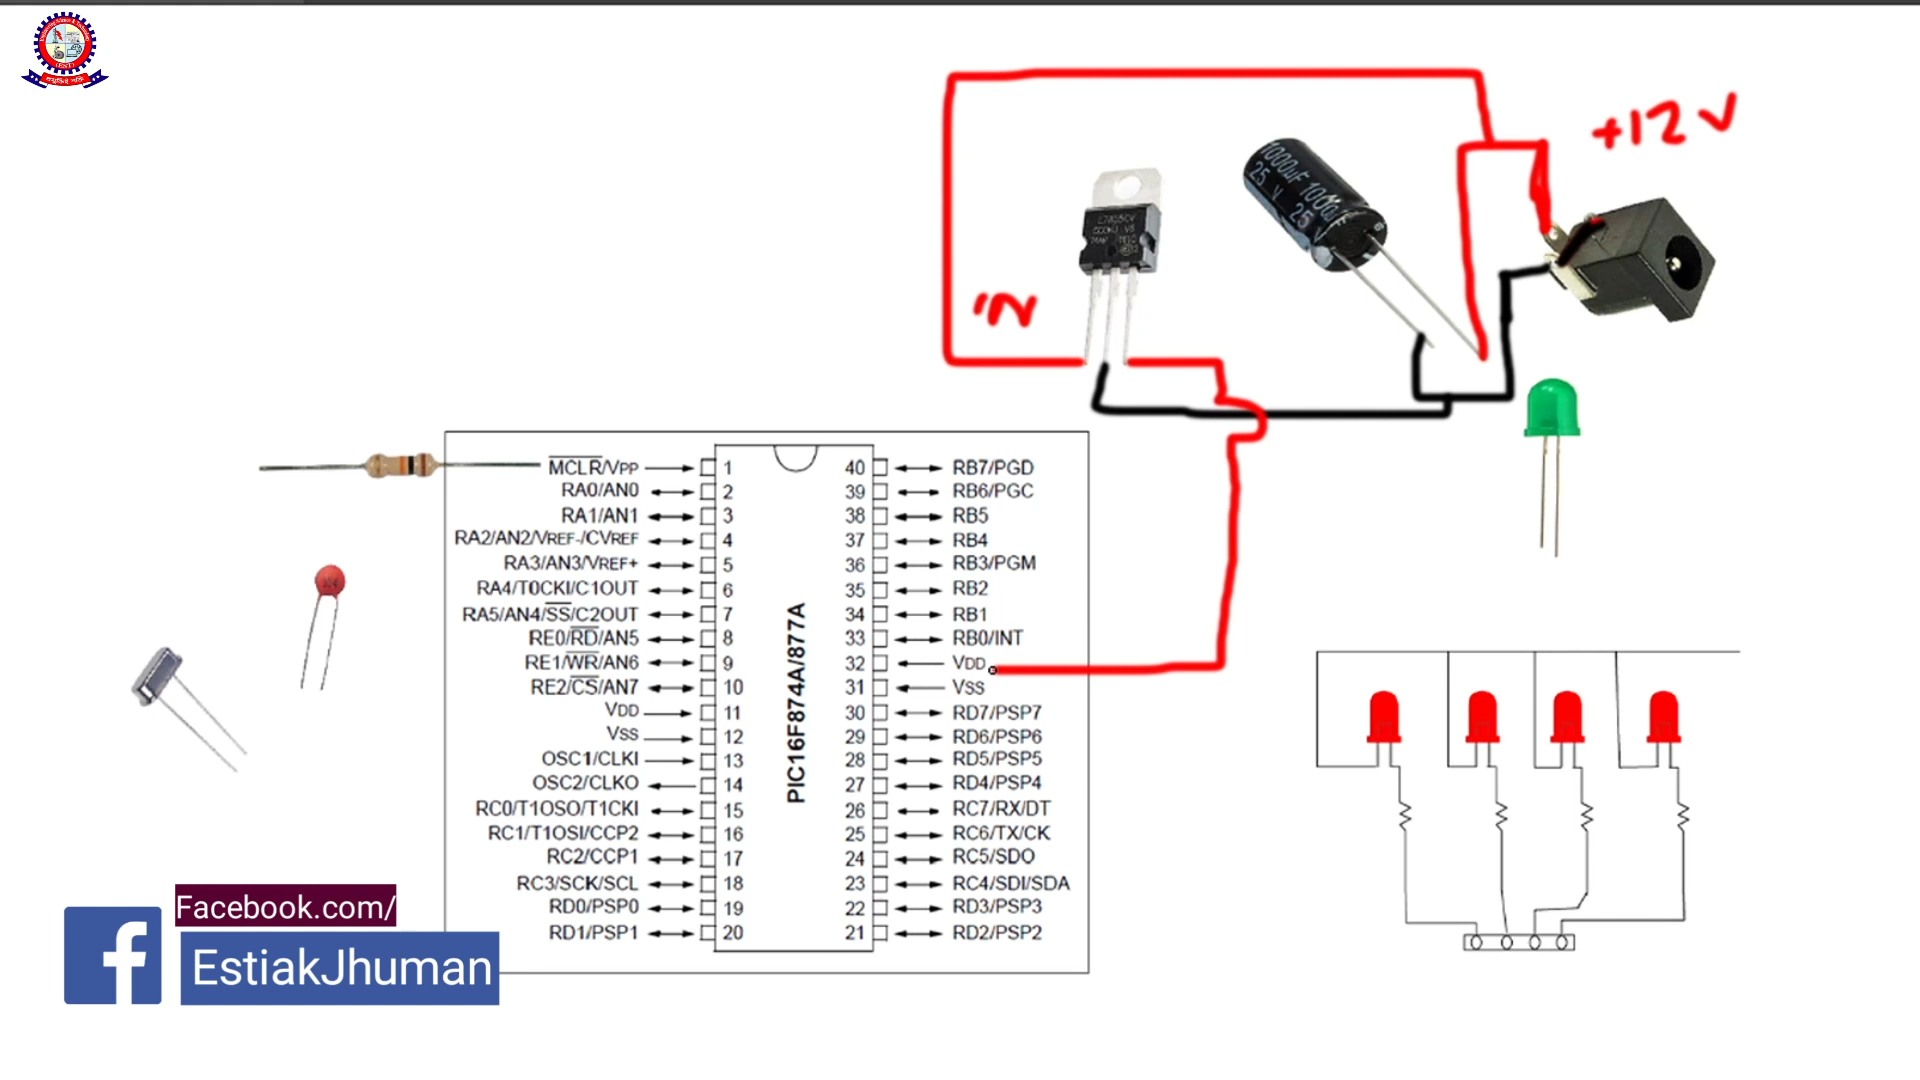 +12V
1000µF 1000µF
25 V 25
L7805CV
IN
MCLR/VPP 1 40 RB7/PGD
RA0/AN0 2 39 RB6/PGC
RA1/AN1 3 38 RB5
RA2/AN2/VREF-/CVREF 4 37 RB4
RA3/AN3/VREF+ 5 36 RB3/PGM
RA4/T0CKI/C1OUT 6 35 RB2
RA5/AN4/SS/C2OUT 7 34 RB1
RE0/RD/AN5 8 33 RB0/INT
RE1/WR/AN6 9 32 VDD
RE2/CS/AN7 10 31 VSS
VDD 11 30 RD7/PSP7
VSS 12 29 RD6/PSP6
OSC1/CLKI 13 28 RD5/PSP5
OSC2/CLKO 14 27 RD4/PSP4
RC0/T1OSO/T1CKI 15 26 RC7/RX/DT
RC1/T1OSI/CCP2 16 25 RC6/TX/CK
RC2/CCP1 17 24 RC5/SDO
RC3/SCK/SCL 18 23 RC4/SDI/SDA
RD0/PSP0 19 22 RD3/PSP3
RD1/PSP1 20 21 RD2/PSP2
PIC16F874A/877A
Facebook.com/
EstiakJhuman